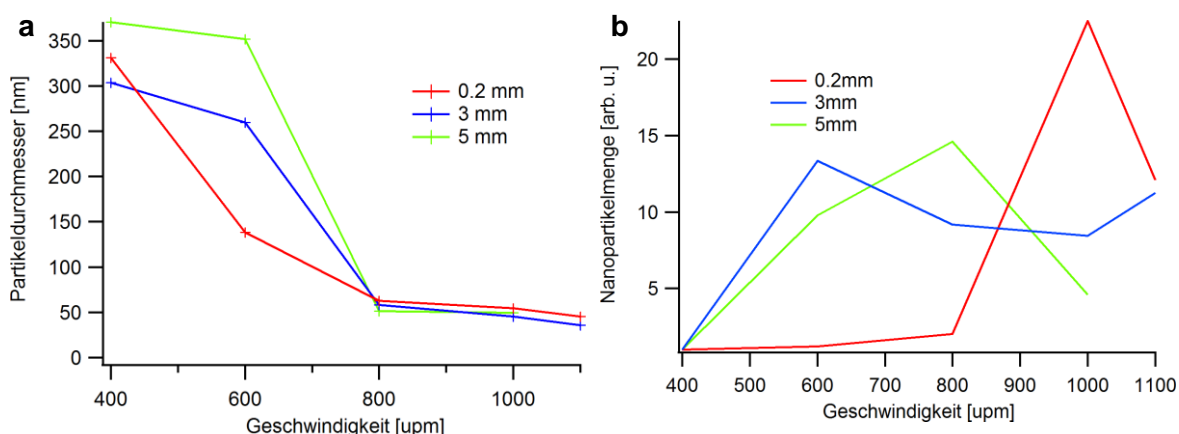 a
Partikeldurchmesser [nm]
350
300
250
200
150
100
50
0
0.2 mm
3 mm
5 mm
400
600
800
1000
Geschwindigkeit [upm]
b
Nanopartikelmenge [arb. u.]
20
15
10
5
0.2mm
3mm
5mm
400
500
600
700
800
900
1000
1100
Geschwindigkeit [upm]